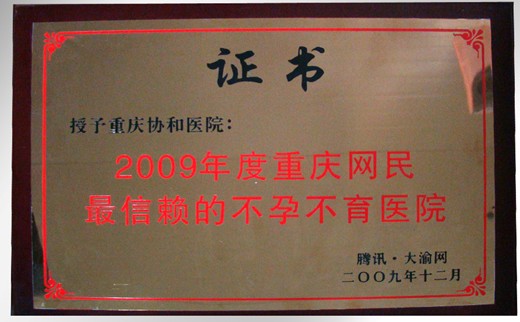 证书
授予重庆协和医院：
2009年度重庆网民
最信赖的不孕不育医院
腾讯·大渝网
二〇〇九年十二月